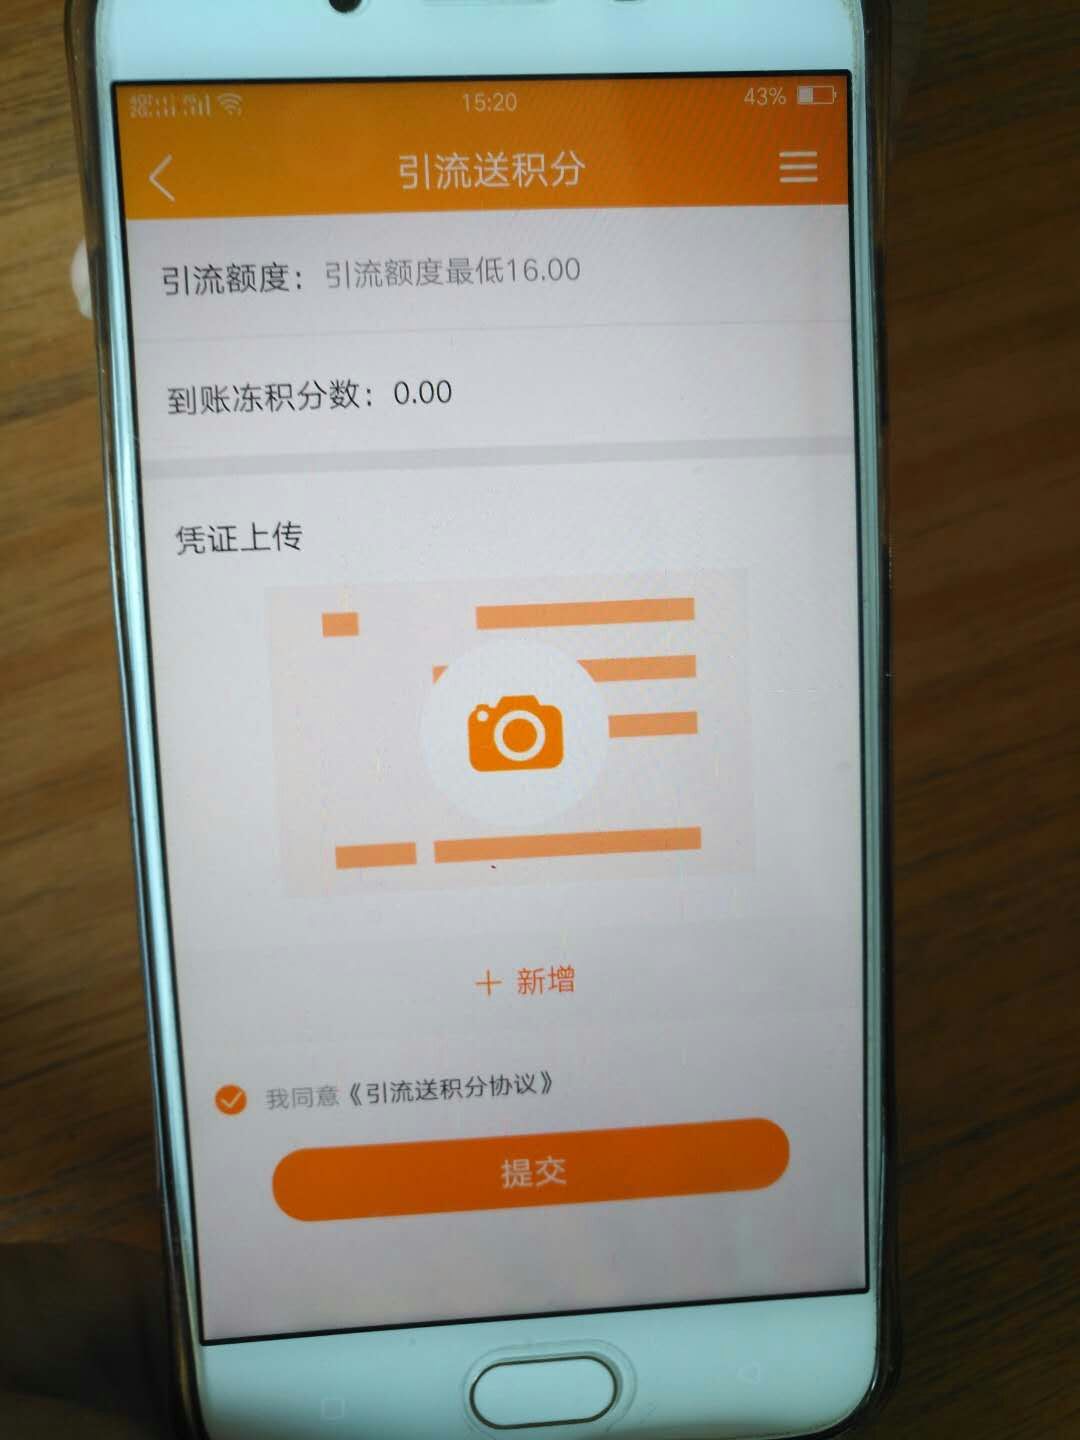 15:20
43%
引流送积分
引流额度：引流额度最低16.00
到账冻积分数：0.00
凭证上传
+ 新增
我同意《引流送积分协议》
提交